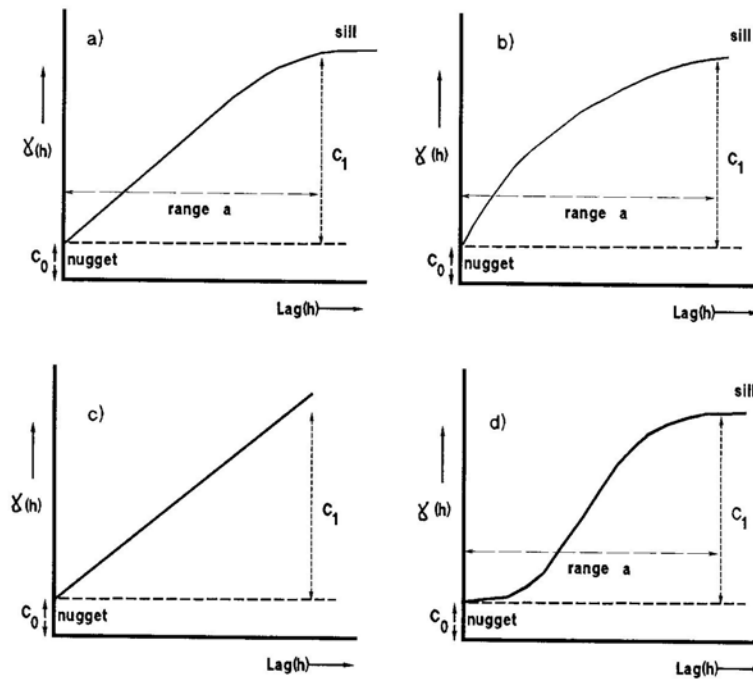 a)
sill
ɣ(h)
C₁
range a
C₀
nugget
Lag(h)
b)
sill
ɣ(h)
C₁
range a
C₀
nugget
Lag(h)
c)
ɣ(h)
C₁
C₀
nugget
Lag(h)
d)
sill
ɣ(h)
C₁
range a
C₀
nugget
Lag(h)